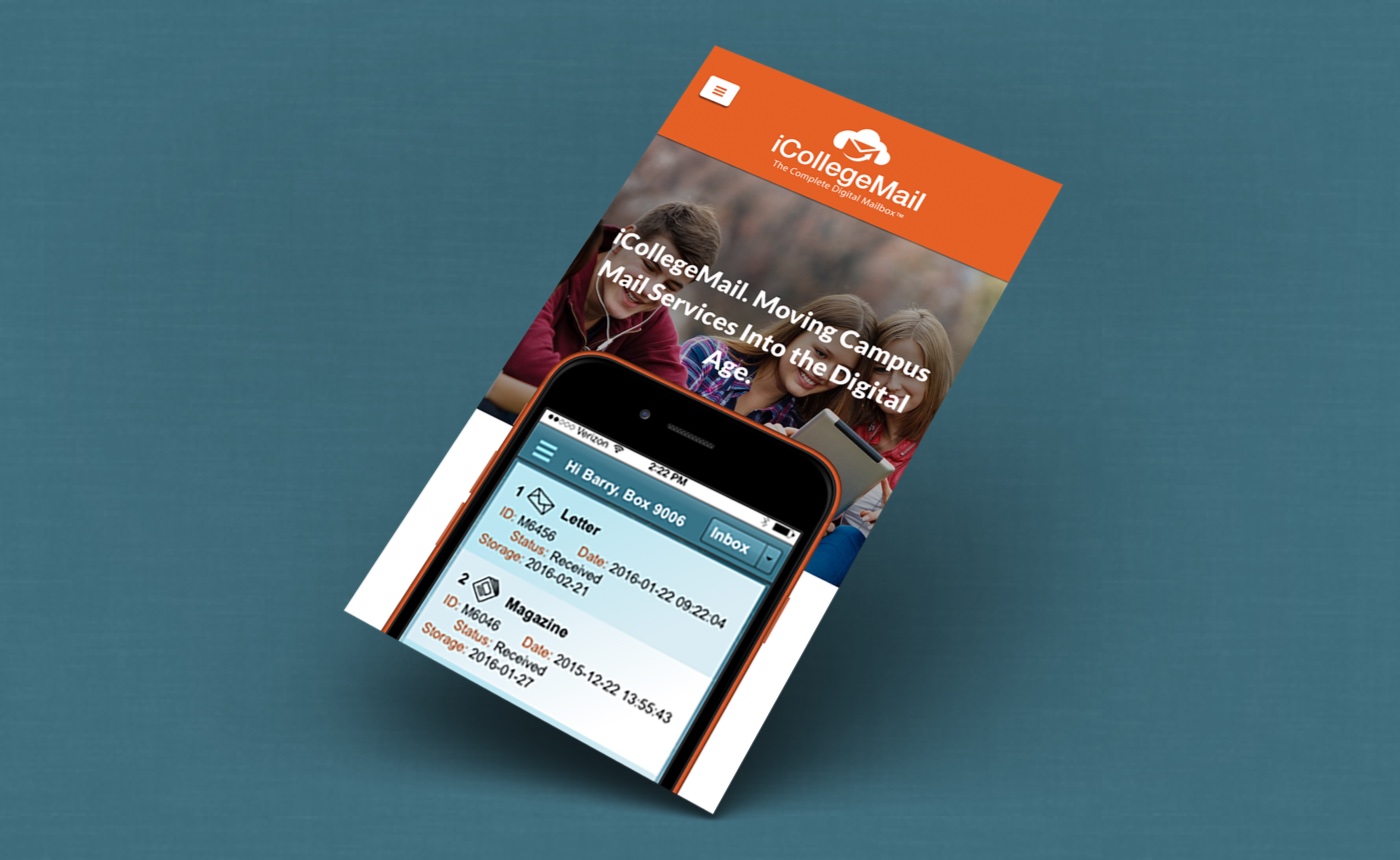 iCollegeMail
The Complete Digital Mailbox™
iCollegeMail. Moving Campus
Mail Services Into the Digital
Age.
Verizon 2:22 PM
Hi Barry, Box 9006 Inbox
1 Letter
ID: M6456 Date: 2016-01-22 09:22:04
Status: Received
Storage: 2016-02-21
2 Magazine
ID: M6046 Date: 2015-12-22 13:55:43
Status: Received
Storage: 2016-01-27